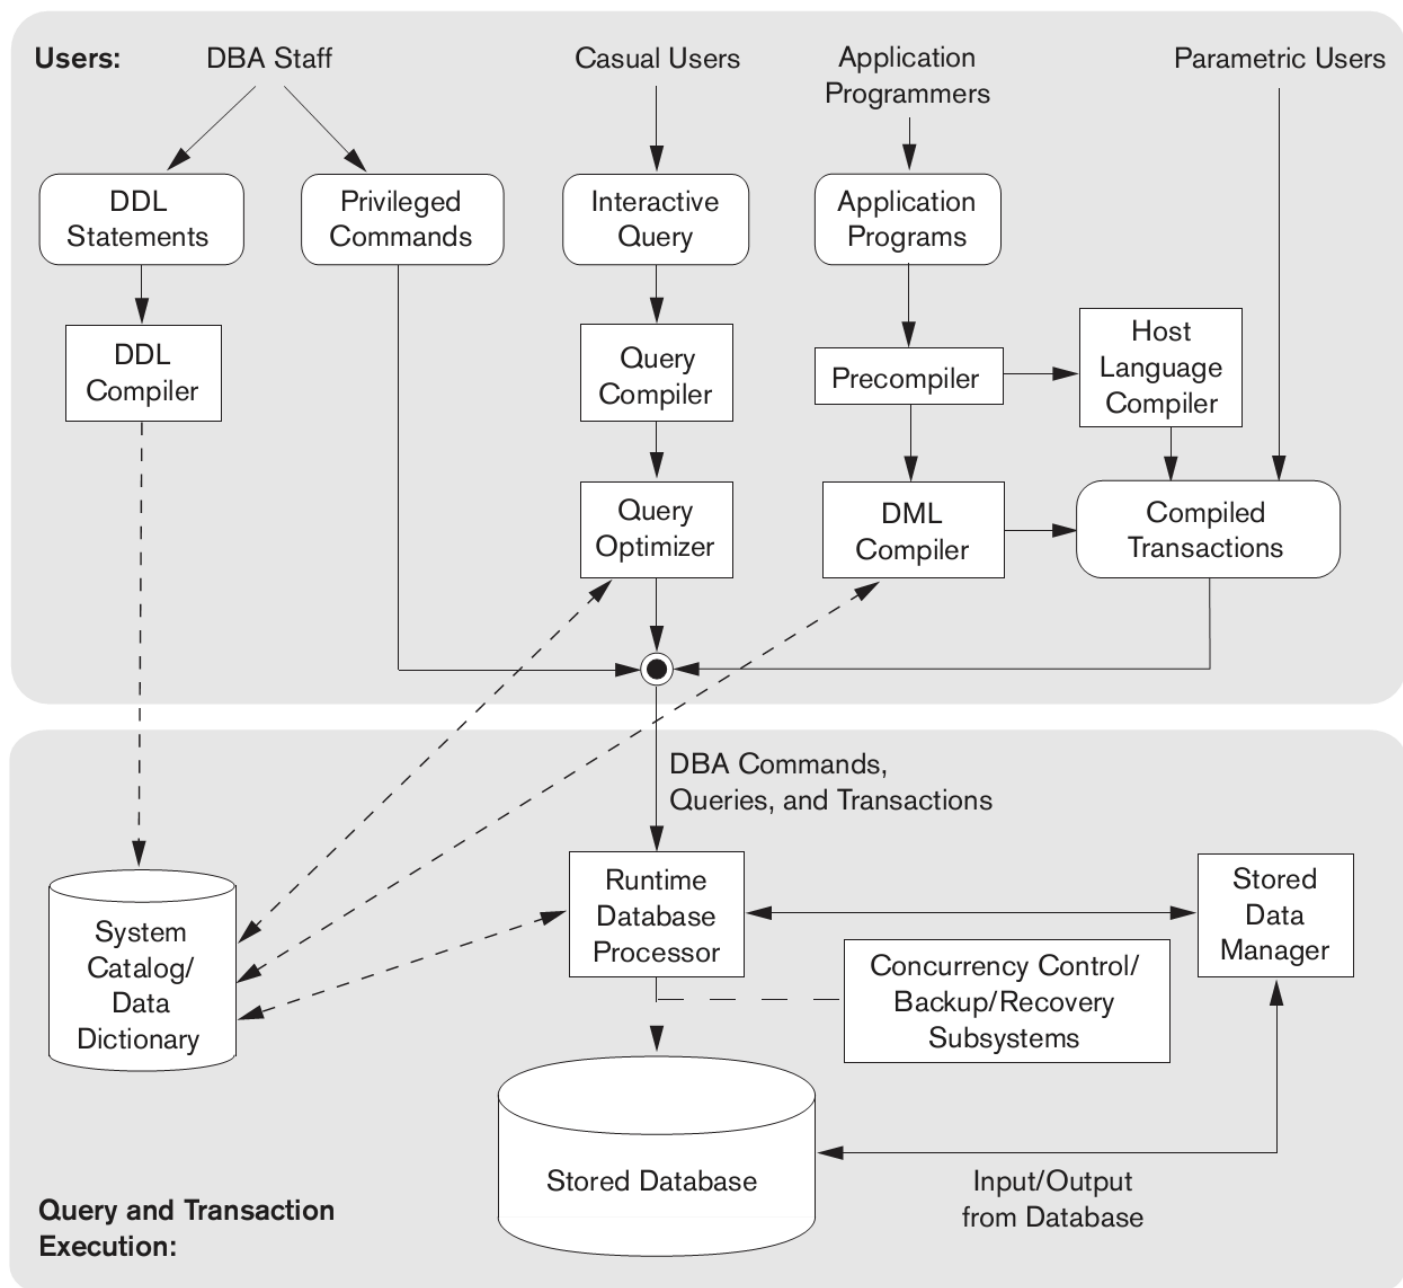 Users:
DBA Staff
Casual Users
Application
Programmers
Parametric Users
DDL
Statements
Privileged
Commands
Interactive
Query
Application
Programs
DDL
Compiler
Query
Compiler
Precompiler
Host
Language
Compiler
Query
Optimizer
DML
Compiler
Compiled
Transactions
DBA Commands,
Queries, and Transactions
System
Catalog/
Data
Dictionary
Runtime
Database
Processor
Stored
Data
Manager
Concurrency Control/
Backup/Recovery
Subsystems
Stored Database
Input/Output
from Database
Query and Transaction
Execution: